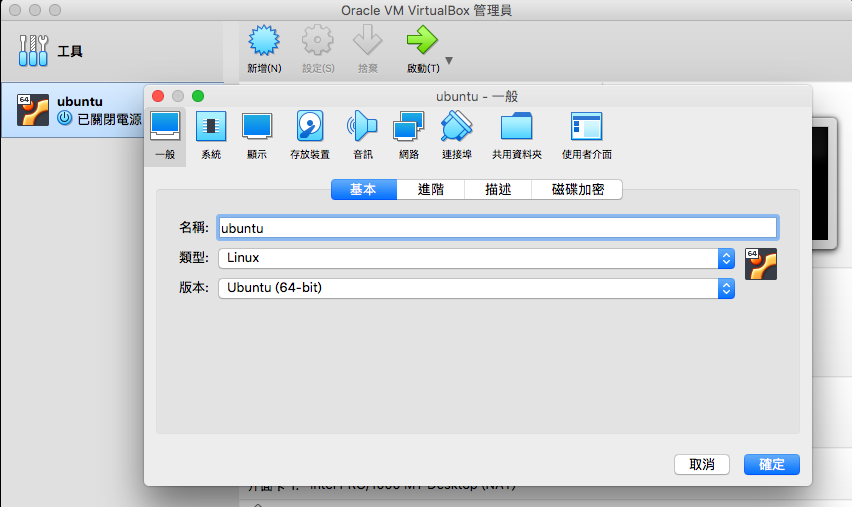 Oracle VM VirtualBox 管理員
工具
新增(N)
設定(S)
捨棄
啟動(T)
64
ubuntu
已關閉電源
ubuntu - 一般
一般
系統
顯示
存放裝置
音訊
網路
連接埠
共用資料夾
使用者介面
基本
進階
描述
磁碟加密
名稱: ubuntu
類型: Linux
64
版本: Ubuntu (64-bit)
取消
確定
介面卡 1: Intel PRO/1000 MT Desktop (NAT)